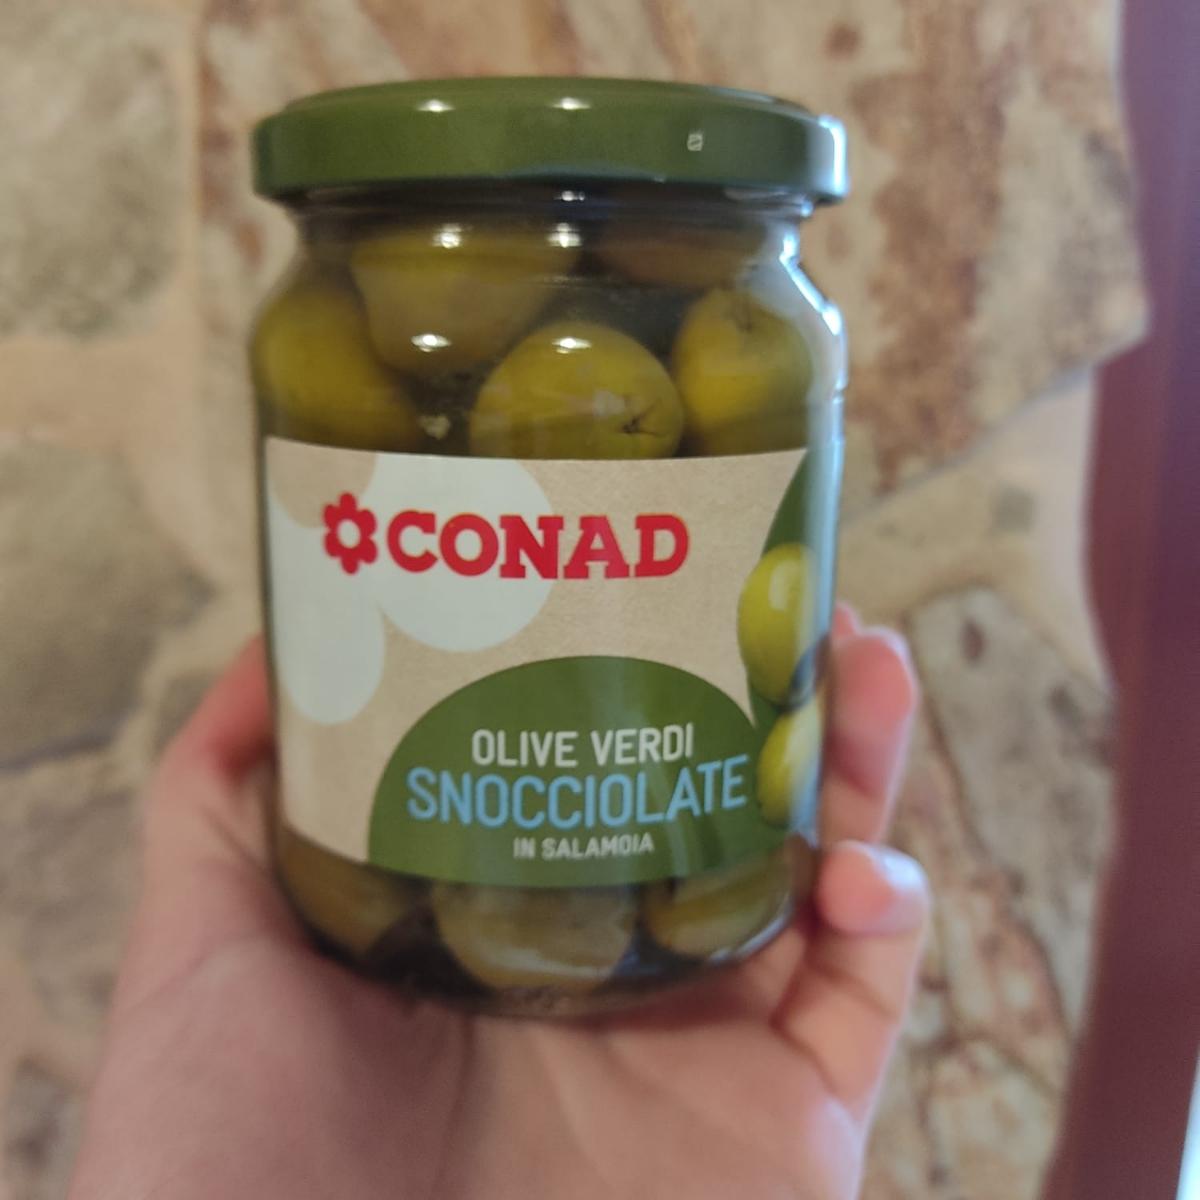 CONAD
OLIVE VERDI
SNOCCIOLATE
IN SALAMOIA